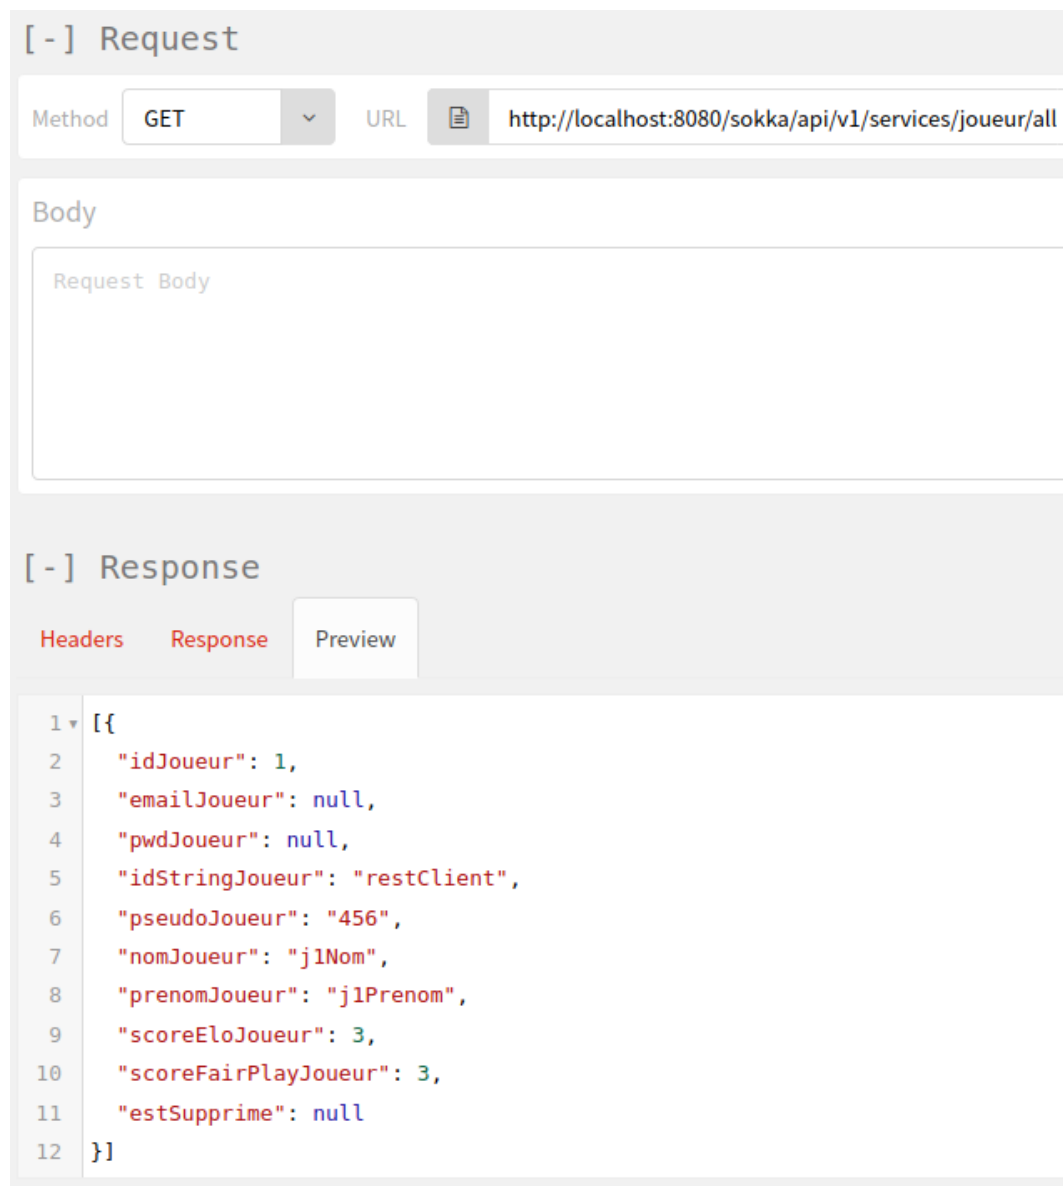 [-] Request
Method GET URL http://localhost:8080/sokka/api/v1/services/joueur/all
Body
Request Body
[-] Response
Headers Response Preview
1 [{
2 "idJoueur": 1,
3 "emailJoueur": null,
4 "pwdJoueur": null,
5 "idStringJoueur": "restClient",
6 "pseudoJoueur": "456",
7 "nomJoueur": "j1Nom",
8 "prenomJoueur": "j1Prenom",
9 "scoreEloJoueur": 3,
10 "scoreFairPlayJoueur": 3,
11 "estSupprime": null
12 }]